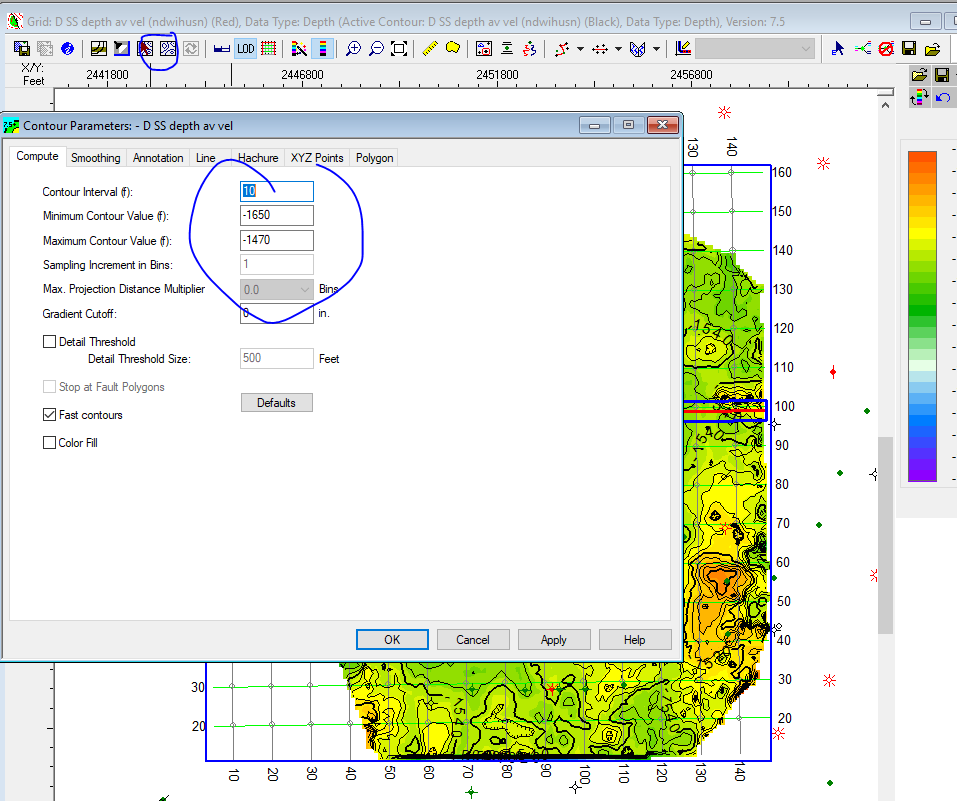 Grid: D SS depth av vel (ndwihusn) (Red), Data Type: Depth (Active Contour: D SS depth av vel (ndwihusn) (Black), Data Type: Depth), Version: 7.5
LOD
X/Y:
Feet
2441800 2446800 2451800 2456800
7.5
Contour Parameters: - D SS depth av vel
Compute Smoothing Annotation Line Hachure XYZ Points Polygon
Contour Interval (f): 10
Minimum Contour Value (f): -1650
Maximum Contour Value (f): -1470
Sampling Increment in Bins: 1
Max. Projection Distance Multiplier 0.0 Bins
Gradient Cutoff: 0 in.
Detail Threshold
Detail Threshold Size: 500 Feet
Stop at Fault Polygons
Defaults
Fast contours
Color Fill
OK Cancel Apply Help
130 140
160
150
140
130
120
110
100
90
80
70
60
50
40
30 30
20 20
10 20 30 40 50 60 70 80 90 100 110 120 130 140